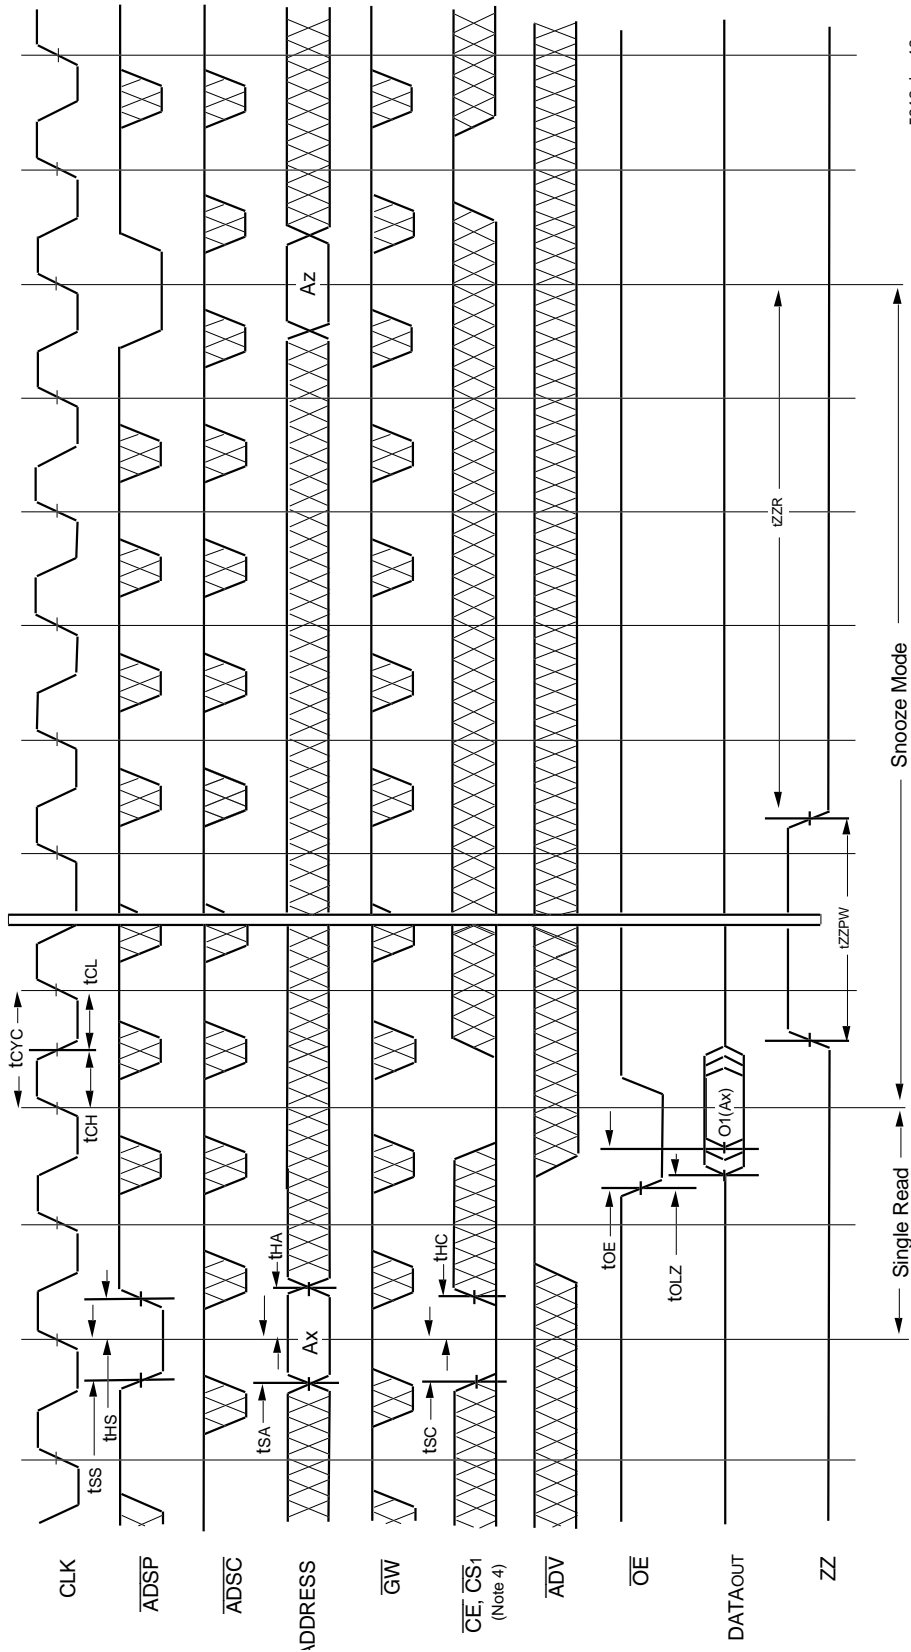 CLK
tCYC
tCH
tCL
tSS
tHS
ADSP
ADSC
ADDRESS
tSA
tHA
Ax
Az
GW
CE, CS1
(Note 4)
tSC
tHC
ADV
OE
tOE
tOLZ
DATAOUT
O1(Ax)
ZZ
tZZPW
tZZR
Single Read
Snooze Mode